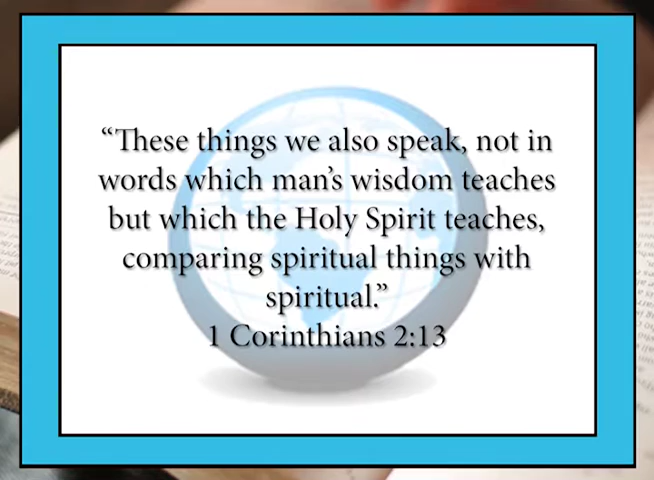 “These things we also speak, not in
words which man’s wisdom teaches
but which the Holy Spirit teaches,
comparing spiritual things with
spiritual.”
1 Corinthians 2:13